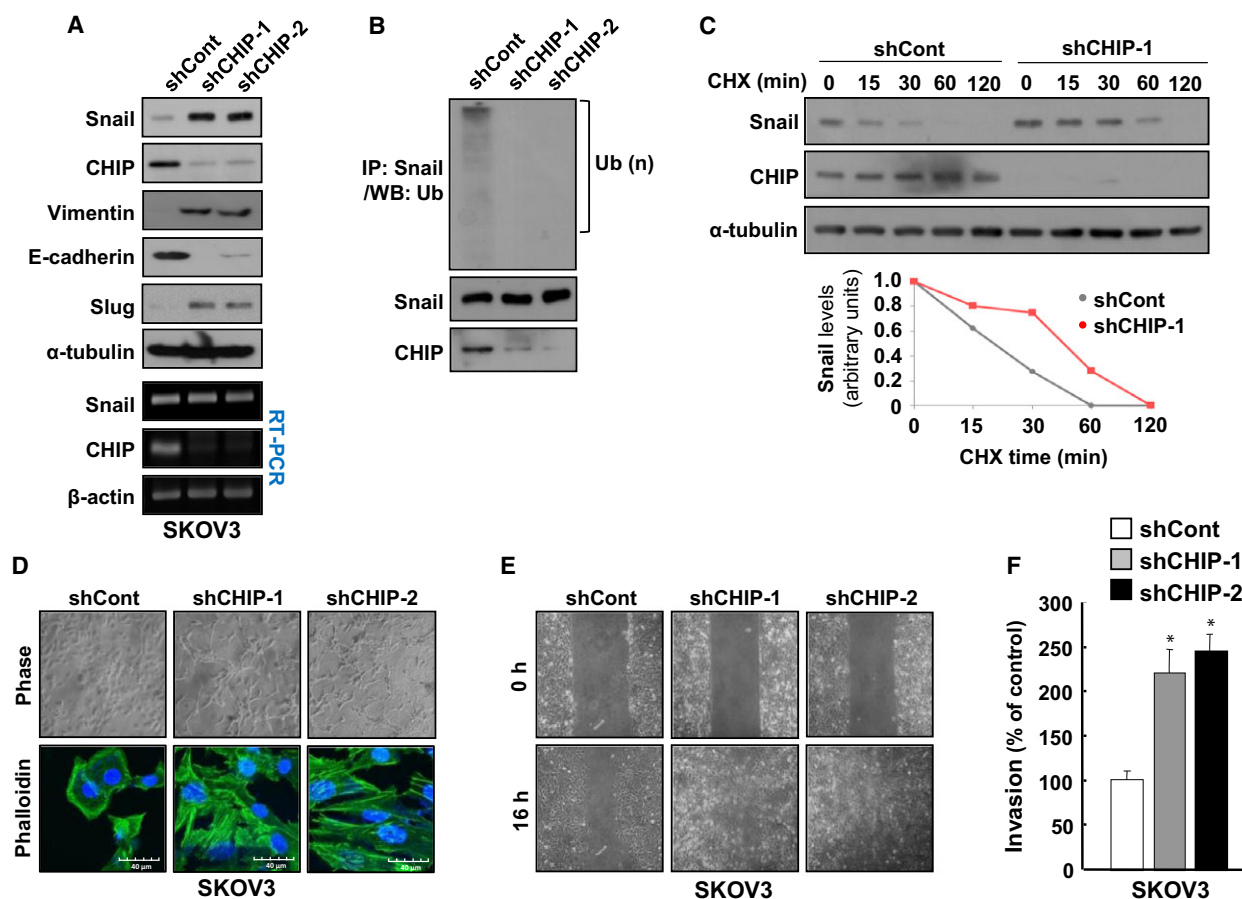 A
shCont
shCHIP-1
shCHIP-2
Snail
CHIP
Vimentin
E-cadherin
Slug
α-tubulin
Snail
CHIP
β-actin
RT-PCR
SKOV3
B
shCont
shCHIP-1
shCHIP-2
IP: Snail
/WB: Ub
Ub (n)
Snail
CHIP
C
shCont shCHIP-1
CHX (min) 0 15 30 60 120 0 15 30 60 120
Snail
CHIP
α-tubulin
Snail levels
(arbitrary units)
1.0
0.8
0.6
0.4
0.2
0
shCont
shCHIP-1
0 15 30 60 120
CHX time (min)
D
shCont shCHIP-1 shCHIP-2
Phase
Phalloidin
40 μm 40 μm 40 μm
SKOV3
E
shCont shCHIP-1 shCHIP-2
0 h
16 h
SKOV3
F
shCont
shCHIP-1
shCHIP-2
Invasion (% of control)
300
250
200
150
100
50
0
* *
SKOV3